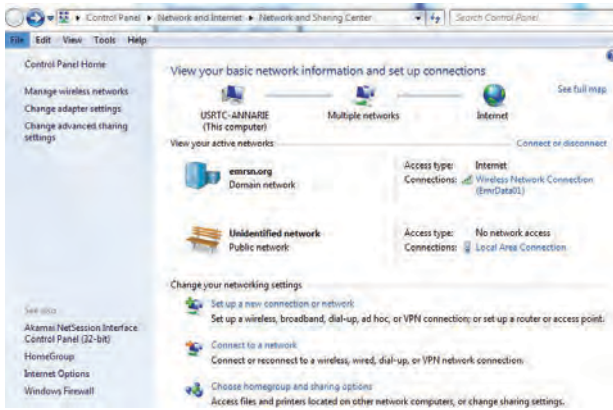 Control Panel ▸ Network and Internet ▸ Network and Sharing Center
Search Control Panel
File Edit View Tools Help
Control Panel Home
Manage wireless networks
Change adapter settings
Change advanced sharing
settings
See also
Akamai NetSession Interface
Control Panel (32-bit)
HomeGroup
Internet Options
Windows Firewall
View your basic network information and set up connections
See full map
USRTC-ANNARIE
(This computer)
Multiple networks
Internet
View your active networks
Connect or disconnect
emrsn.org
Domain network
Access type: Internet
Connections: Wireless Network Connection
(EmrData01)
Unidentified network
Public network
Access type: No network access
Connections: Local Area Connection
Change your networking settings
Set up a new connection or network
Set up a wireless, broadband, dial-up, ad hoc, or VPN connection; or set up a router or access point.
Connect to a network
Connect or reconnect to a wireless, wired, dial-up, or VPN network connection.
Choose homegroup and sharing options
Access files and printers located on other network computers, or change sharing settings.